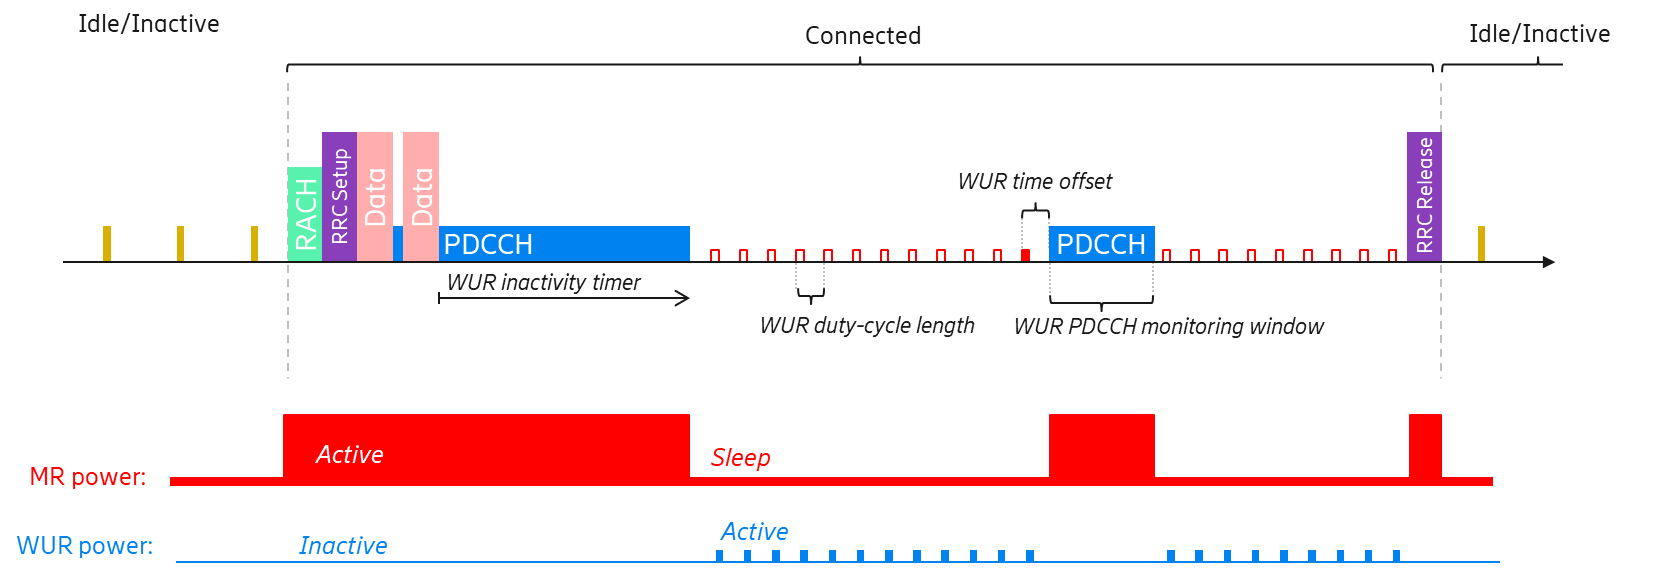 Idle/Inactive
Connected
Idle/Inactive
RACH
RRC Setup
Data
Data
PDCCH
WUR time offset
PDCCH
RRC Release
WUR inactivity timer
WUR duty-cycle length
WUR PDCCH monitoring window
Active
Sleep
MR power:
Active
WUR power:
Inactive